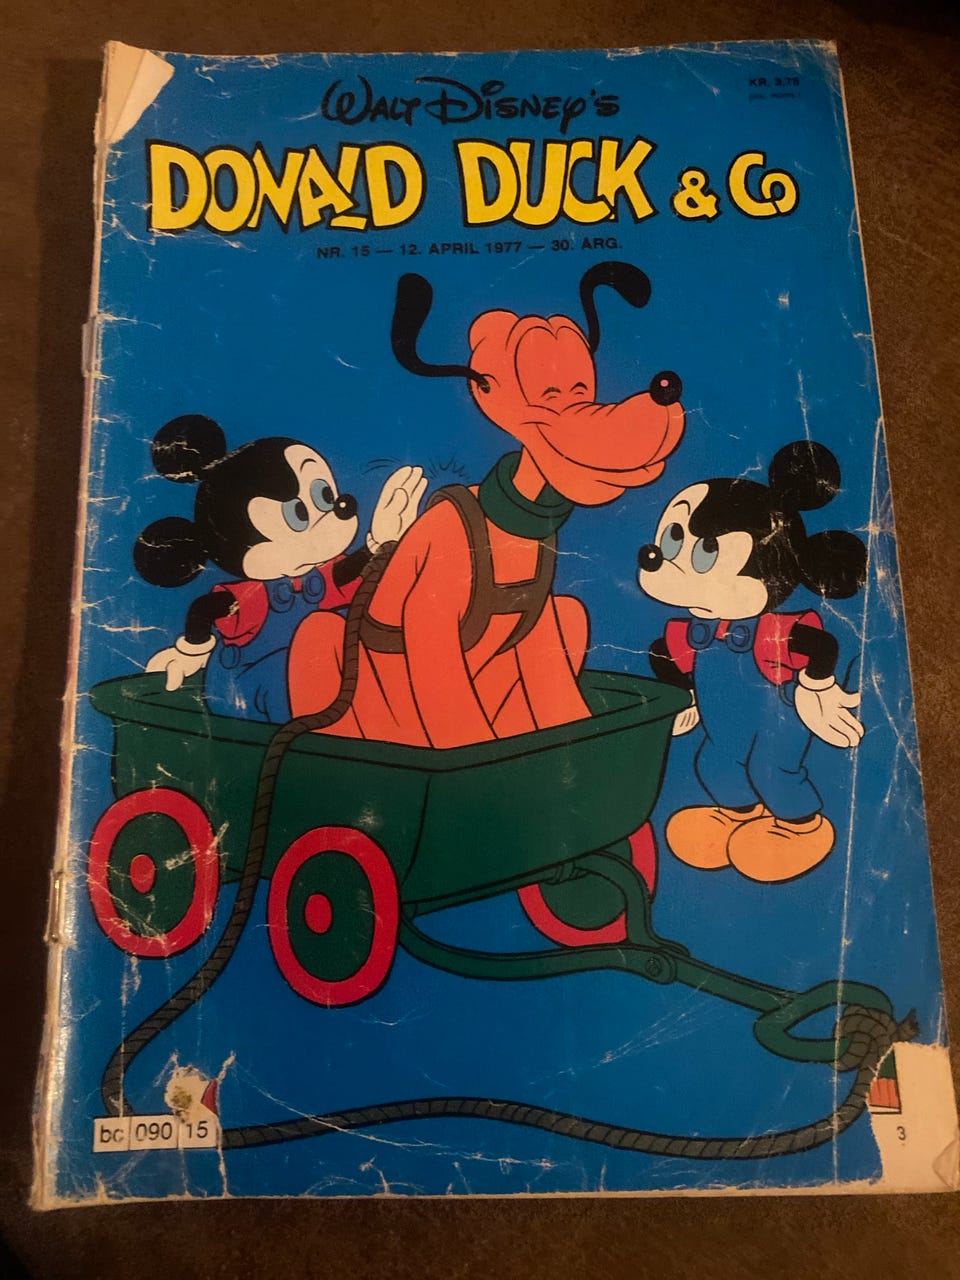 WALT DISNEY'S
KR. 3,75
DONALD DUCK & Co
NR. 15 — 12. APRIL 1977 — 30. ÅRG.
bc 090 15
3